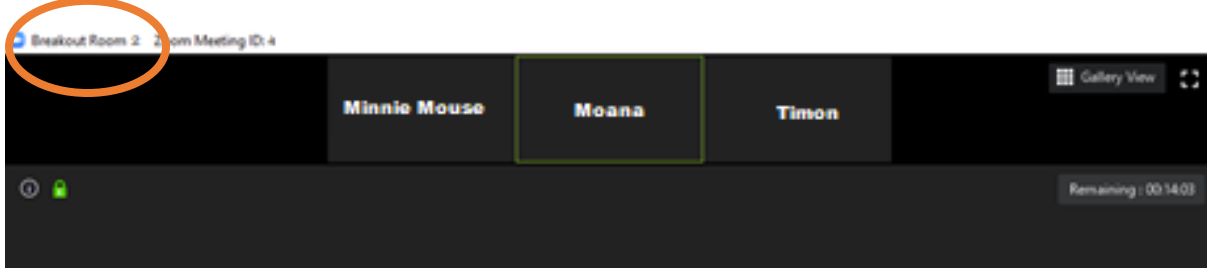 Breakout Room 2 Zoom Meeting ID: 4
Gallery View
Minnie Mouse Moana Timon
Remaining : 00:14:03